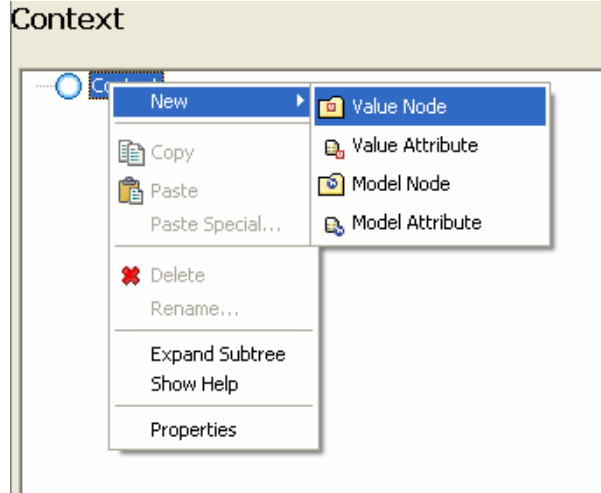 Context
New
Value Node
Value Attribute
Copy
Paste
Model Node
Paste Special...
Model Attribute
Delete
Rename...
Expand Subtree
Show Help
Properties